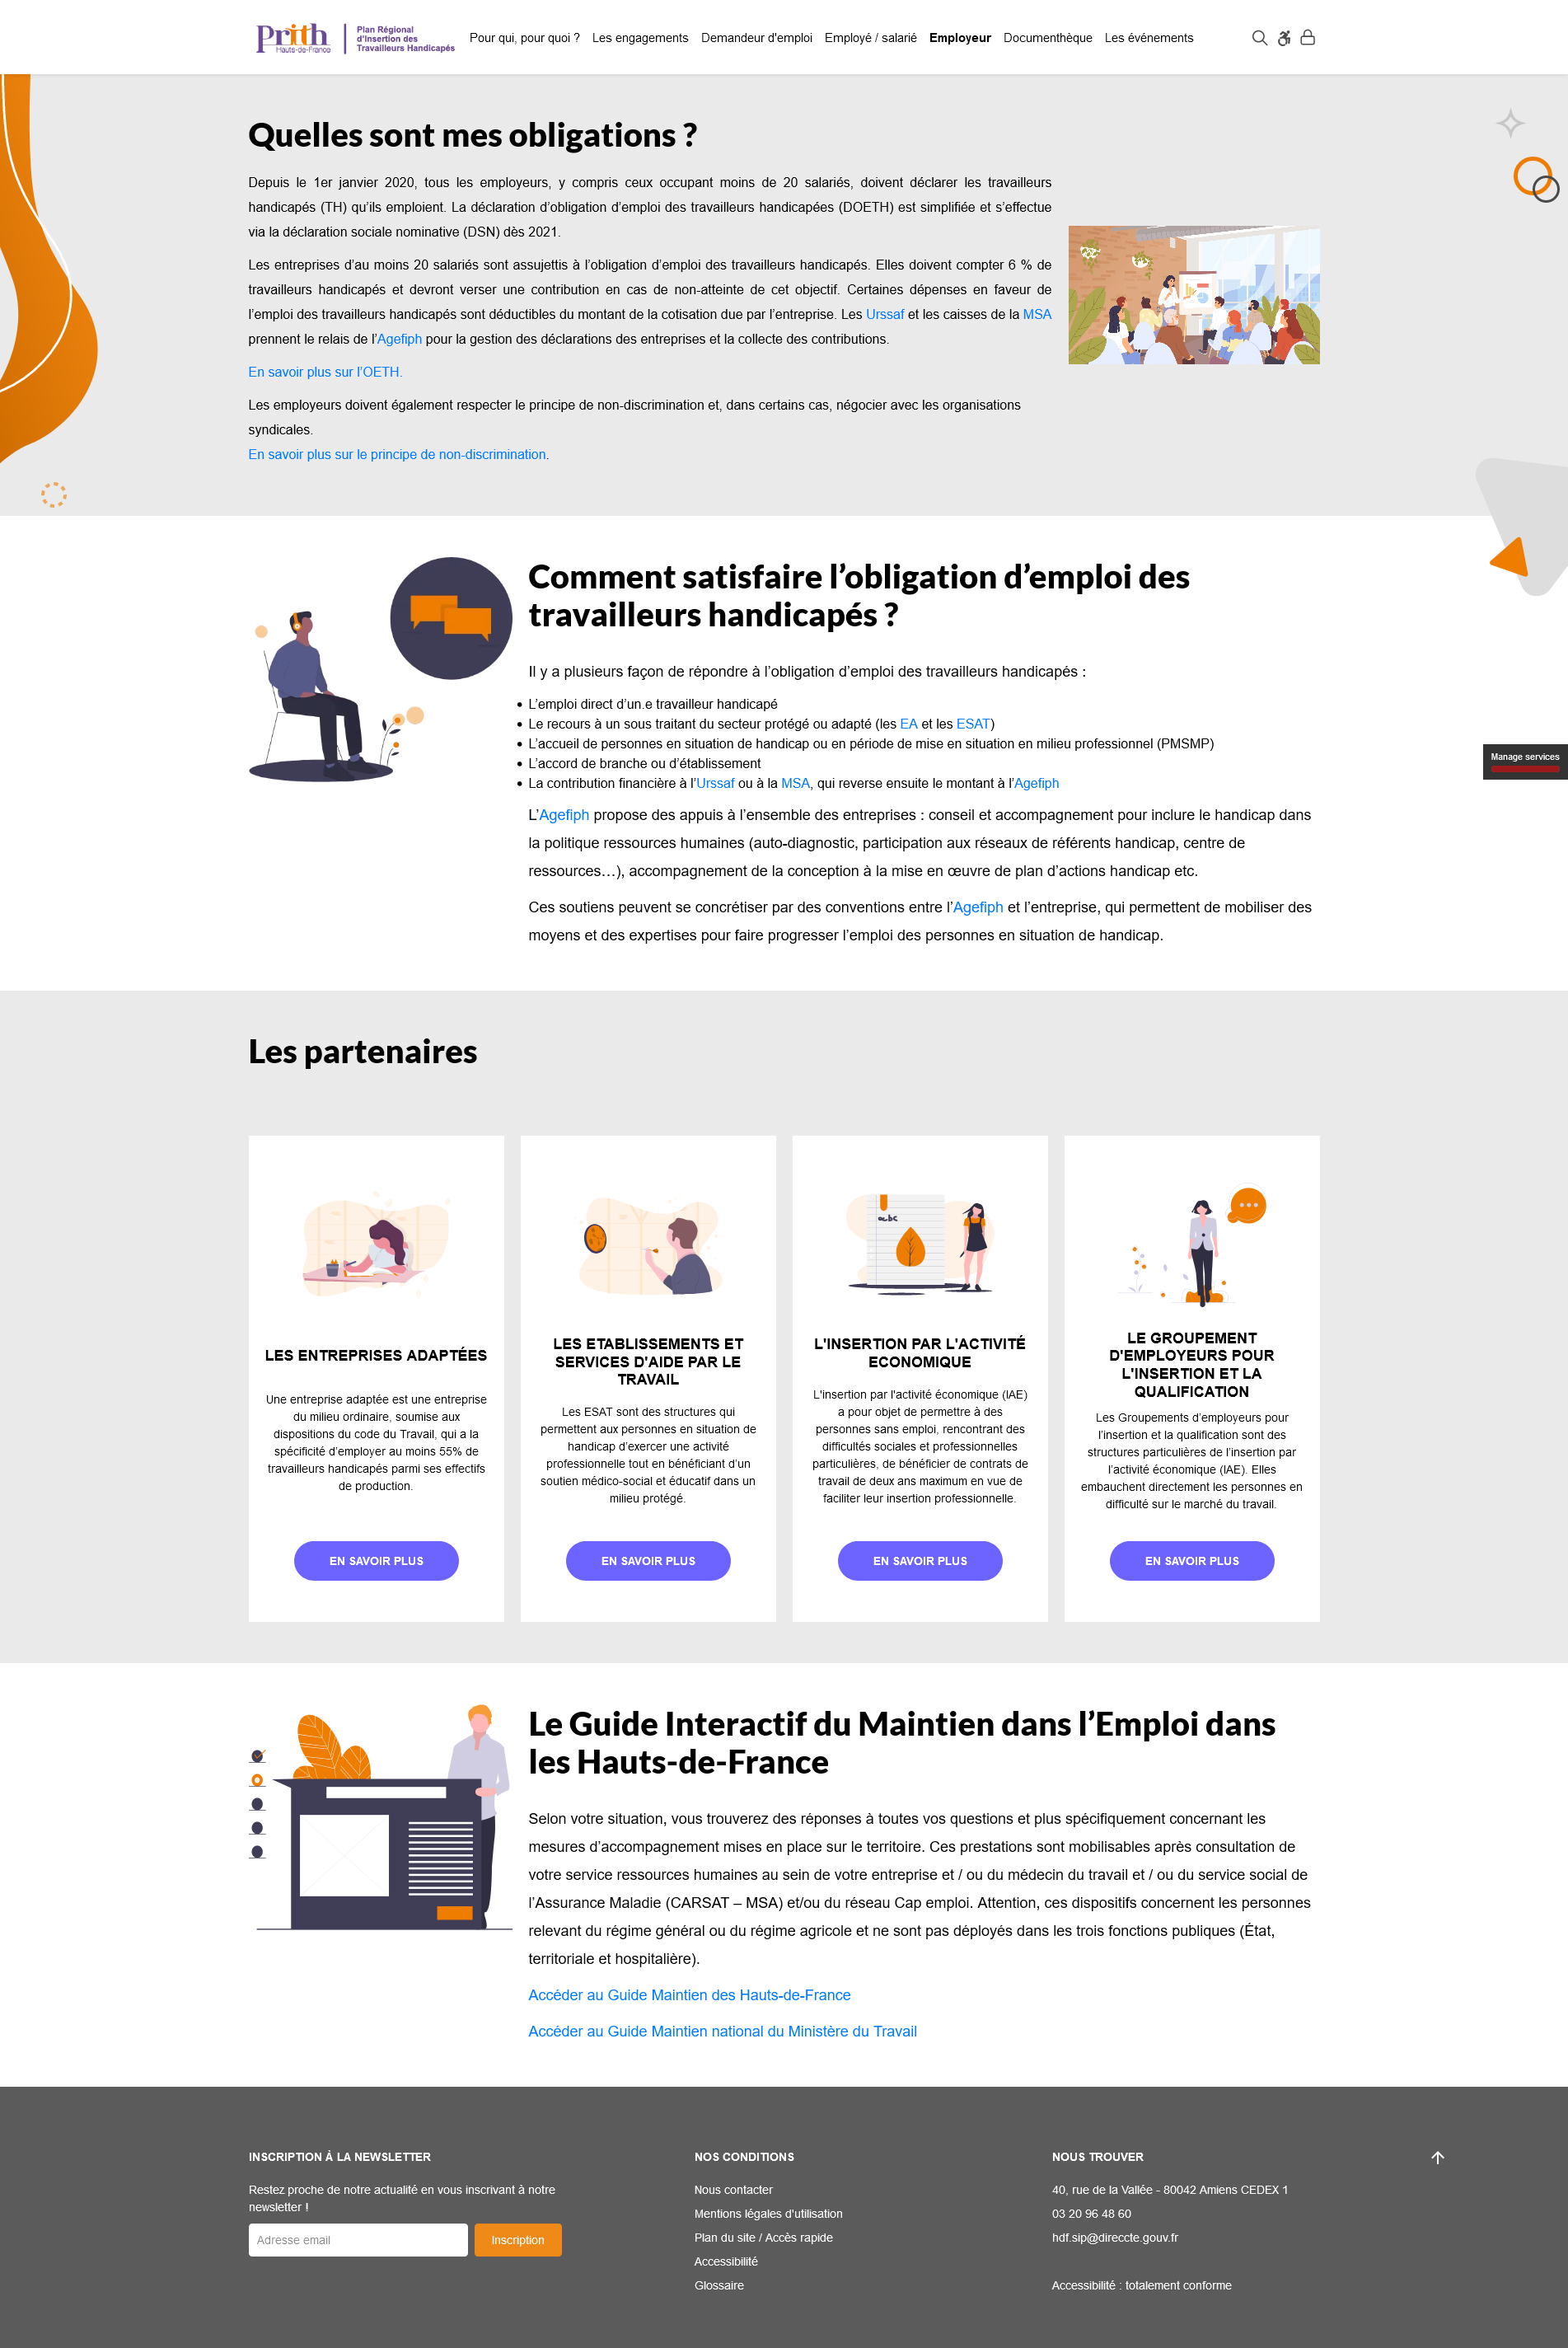 Prith
Hauts-de-France
Plan Régional
d'Insertion des
Travailleurs Handicapés
Pour qui, pour quoi ?
Les engagements
Demandeur d'emploi
Employé / salarié
Employeur
Documenthèque
Les événements
Quelles sont mes obligations ?
Depuis le 1er janvier 2020, tous les employeurs, y compris ceux occupant moins de 20 salariés, doivent déclarer les travailleurs
handicapés (TH) qu’ils emploient. La déclaration d’obligation d’emploi des travailleurs handicapées (DOETH) est simplifiée et s’effectue
via la déclaration sociale nominative (DSN) dès 2021.
Les entreprises d’au moins 20 salariés sont assujettis à l’obligation d’emploi des travailleurs handicapés. Elles doivent compter 6 % de
travailleurs handicapés et devront verser une contribution en cas de non-atteinte de cet objectif. Certaines dépenses en faveur de
l’emploi des travailleurs handicapés sont déductibles du montant de la cotisation due par l’entreprise. Les Urssaf et les caisses de la MSA
prennent le relais de l’Agefiph pour la gestion des déclarations des entreprises et la collecte des contributions.
En savoir plus sur l’OETH.
Les employeurs doivent également respecter le principe de non-discrimination et, dans certains cas, négocier avec les organisations
syndicales.
En savoir plus sur le principe de non-discrimination.
Comment satisfaire l’obligation d’emploi des
travailleurs handicapés ?
Il y a plusieurs façon de répondre à l’obligation d’emploi des travailleurs handicapés :
• L’emploi direct d’un.e travailleur handicapé
• Le recours à un sous traitant du secteur protégé ou adapté (les EA et les ESAT)
• L’accueil de personnes en situation de handicap ou en période de mise en situation en milieu professionnel (PMSMP)
• L’accord de branche ou d’établissement
• La contribution financière à l’Urssaf ou à la MSA, qui reverse ensuite le montant à l’Agefiph
Manage services
L’Agefiph propose des appuis à l’ensemble des entreprises : conseil et accompagnement pour inclure le handicap dans
la politique ressources humaines (auto-diagnostic, participation aux réseaux de référents handicap, centre de
ressources…), accompagnement de la conception à la mise en œuvre de plan d’actions handicap etc.
Ces soutiens peuvent se concrétiser par des conventions entre l’Agefiph et l’entreprise, qui permettent de mobiliser des
moyens et des expertises pour faire progresser l’emploi des personnes en situation de handicap.
Les partenaires
LES ENTREPRISES ADAPTÉES
Une entreprise adaptée est une entreprise
du milieu ordinaire, soumise aux
dispositions du code du Travail, qui a la
spécificité d’employer au moins 55% de
travailleurs handicapés parmi ses effectifs
de production.
EN SAVOIR PLUS
LES ETABLISSEMENTS ET
SERVICES D'AIDE PAR LE
TRAVAIL
Les ESAT sont des structures qui
permettent aux personnes en situation de
handicap d’exercer une activité
professionnelle tout en bénéficiant d’un
soutien médico-social et éducatif dans un
milieu protégé.
EN SAVOIR PLUS
abc
L'INSERTION PAR L'ACTIVITÉ
ECONOMIQUE
L'insertion par l'activité économique (IAE)
a pour objet de permettre à des
personnes sans emploi, rencontrant des
difficultés sociales et professionnelles
particulières, de bénéficier de contrats de
travail de deux ans maximum en vue de
faciliter leur insertion professionnelle.
EN SAVOIR PLUS
LE GROUPEMENT
D'EMPLOYEURS POUR
L'INSERTION ET LA
QUALIFICATION
Les Groupements d’employeurs pour
l’insertion et la qualification sont des
structures particulières de l’insertion par
l’activité économique (IAE). Elles
embauchent directement les personnes en
difficulté sur le marché du travail.
EN SAVOIR PLUS
Le Guide Interactif du Maintien dans l’Emploi dans
les Hauts-de-France
Selon votre situation, vous trouverez des réponses à toutes vos questions et plus spécifiquement concernant les
mesures d’accompagnement mises en place sur le territoire. Ces prestations sont mobilisables après consultation de
votre service ressources humaines au sein de votre entreprise et / ou du médecin du travail et / ou du service social de
l’Assurance Maladie (CARSAT – MSA) et/ou du réseau Cap emploi. Attention, ces dispositifs concernent les personnes
relevant du régime général ou du régime agricole et ne sont pas déployés dans les trois fonctions publiques (État,
territoriale et hospitalière).
Accéder au Guide Maintien des Hauts-de-France
Accéder au Guide Maintien national du Ministère du Travail
INSCRIPTION À LA NEWSLETTER
Restez proche de notre actualité en vous inscrivant à notre
newsletter !
Adresse email
Inscription
NOS CONDITIONS
Nous contacter
Mentions légales d'utilisation
Plan du site / Accès rapide
Accessibilité
Glossaire
NOUS TROUVER
40, rue de la Vallée - 80042 Amiens CEDEX 1
03 20 96 48 60
hdf.sip@direccte.gouv.fr
Accessibilité : totalement conforme